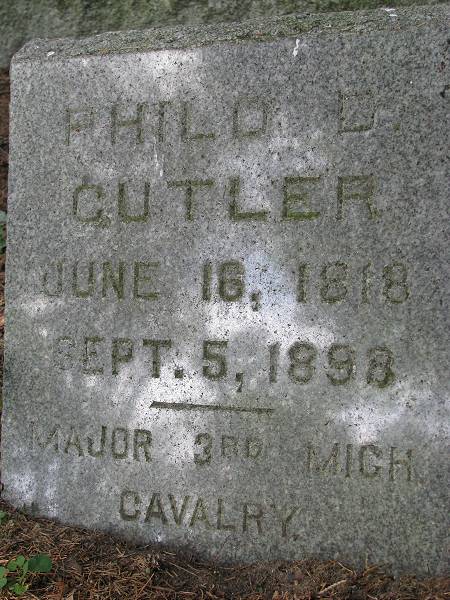 PHILO D.
CUTLER
JUNE 16, 1818
SEPT. 5, 1898
MAJOR 3RD MICH.
CAVALRY.